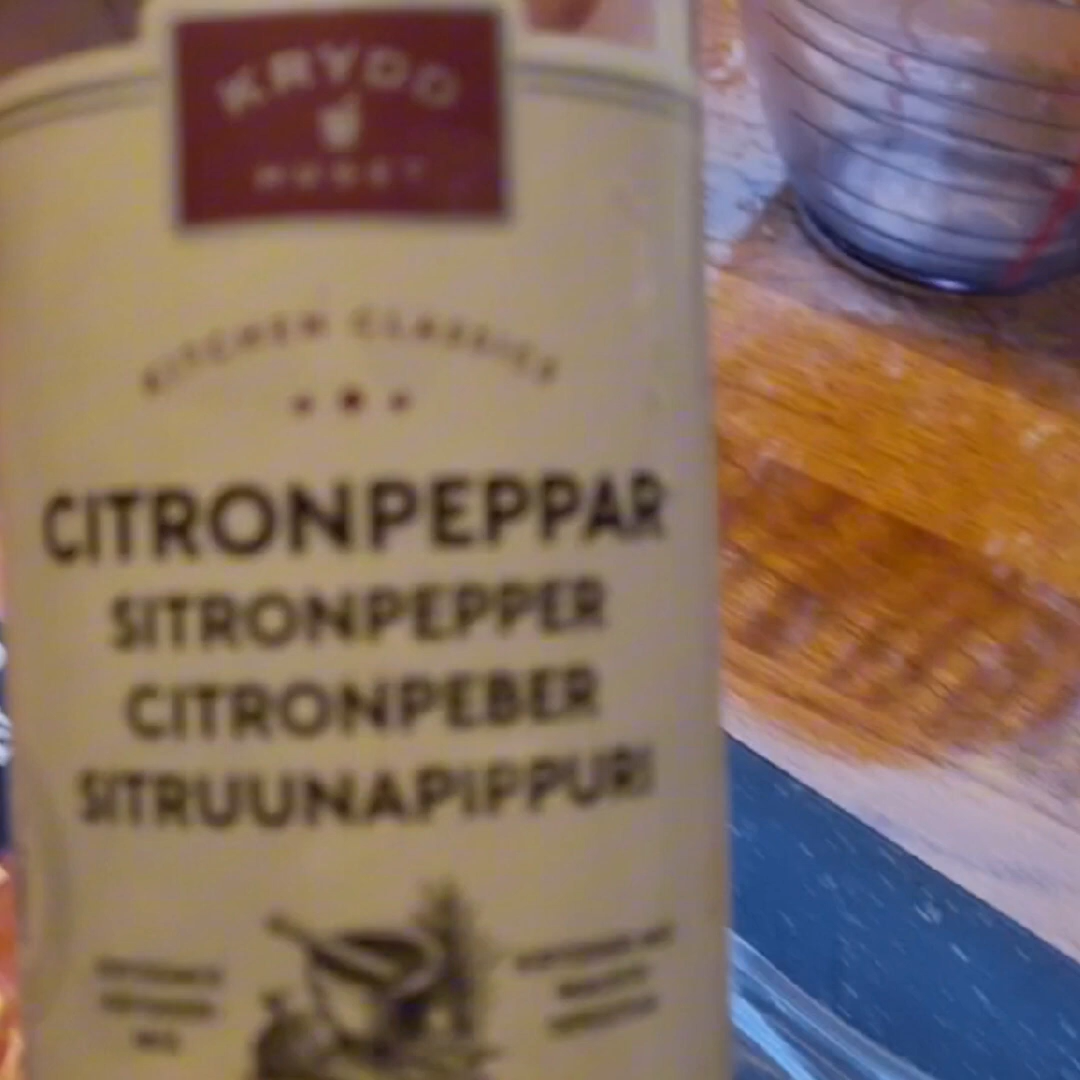 KRYDD
HUSET
KITCHEN CLASSICS
CITRONPEPPAR
SITRONPEPPER
CITRONPEBER
SITRUUNAPIPPURI